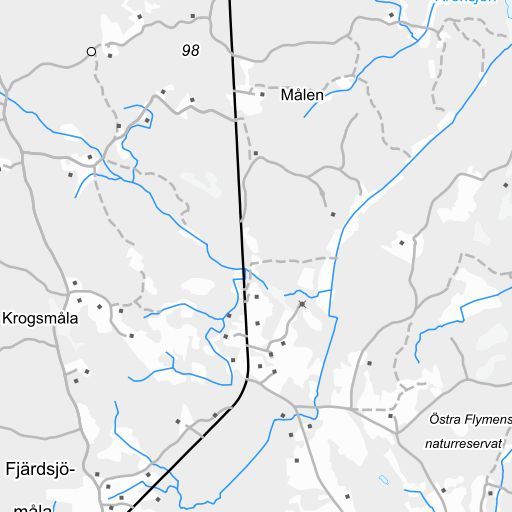 98
Målen
Krogsmåla
Östra Flymens
naturreservat
Fjärdsjö-
måla